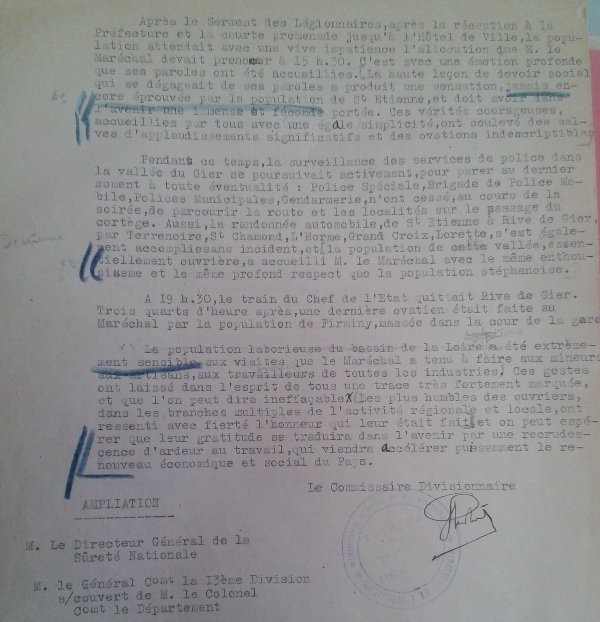 Après le Serment des Légionnaires,après la réception à la
Préfecture et la courte promenade jusqu'à L'Hôtel de Ville,la popu-
lation attendait avec une vive impatience l'allocution que M. le
Maréchal devait prononcer à 15 h.30. C'est avec une émotion profonde
que ses paroles ont été accueillies.(La haute leçon de devoir social
qui se dégageait de ses paroles a produit une sensation,jamais en-
core éprouvée par la population de St Etienne,et doit avoir dans
l'avenir une immense et féconde portée. Ces vérités courageuses,
accueillies par tous avec une égale simplicité,ont soulevé des sal-
ves d'applaudissements significatifs et des ovations indescriptibles
Pendant ce temps,la surveillance des services de police dans
la vallée du Gier se poursuivait activement,pour parer au dernier
moment à toute éventualité : Police Spéciale,Brigade de Police Mo-
bile,Polices Municipales,Gendarmerie,n'ont cessé,au cours de la
soirée,de parcourir la route et les localités sur le passage du
cortège. Aussi,la randonnée automobile,de St Etienne à Rive de Gier,
par Terrenoire,St Chamond,L'Horme,Grand Croix,Lorette,s'est égale-
ment accomplie sans incident,et (la population de cette vallée,essen-
tiellement ouvrière,a accueilli M. le Maréchal avec le même enthou-
siasme et le même profond respect que la population stéphanoise.
A I9 h.30,le train du Chef de l'Etat quittait Rive de Gier.
Trois quarts d'heure après,une dernière ovation était faite au
Maréchal par la population de Firminy,massée dans la cour de la gare
La population laborieuse du bassin de la Loire a été extrême-
ment sensible aux visites que le Maréchal a tenu à faire aux mineurs
aux artisans,aux travailleurs de toutes les industries. Ces gestes
ont laissé dans l'esprit de tous une trace très fortement marquée,
et que l'on peut dire ineffaçable. Les plus humbles des ouvriers,
dans les branches multiples de l'activité régionale et locale,ont
ressenti avec fierté l'honneur qui leur était fait et on peut espé-
rer que leur gratitude se traduira dans l'avenir par une recrudes-
cence d'ardeur au travail,qui viendra accélérer puissemment le re-
nouveau économique et social du Pays.
Le Commissaire Divisionnaire
AMPLIATION
M. Le Directeur Général de la
Sûreté Nationale
M. le Général Comt la I3ème Division
s/couvert de M. le Colonel
Comt le Département